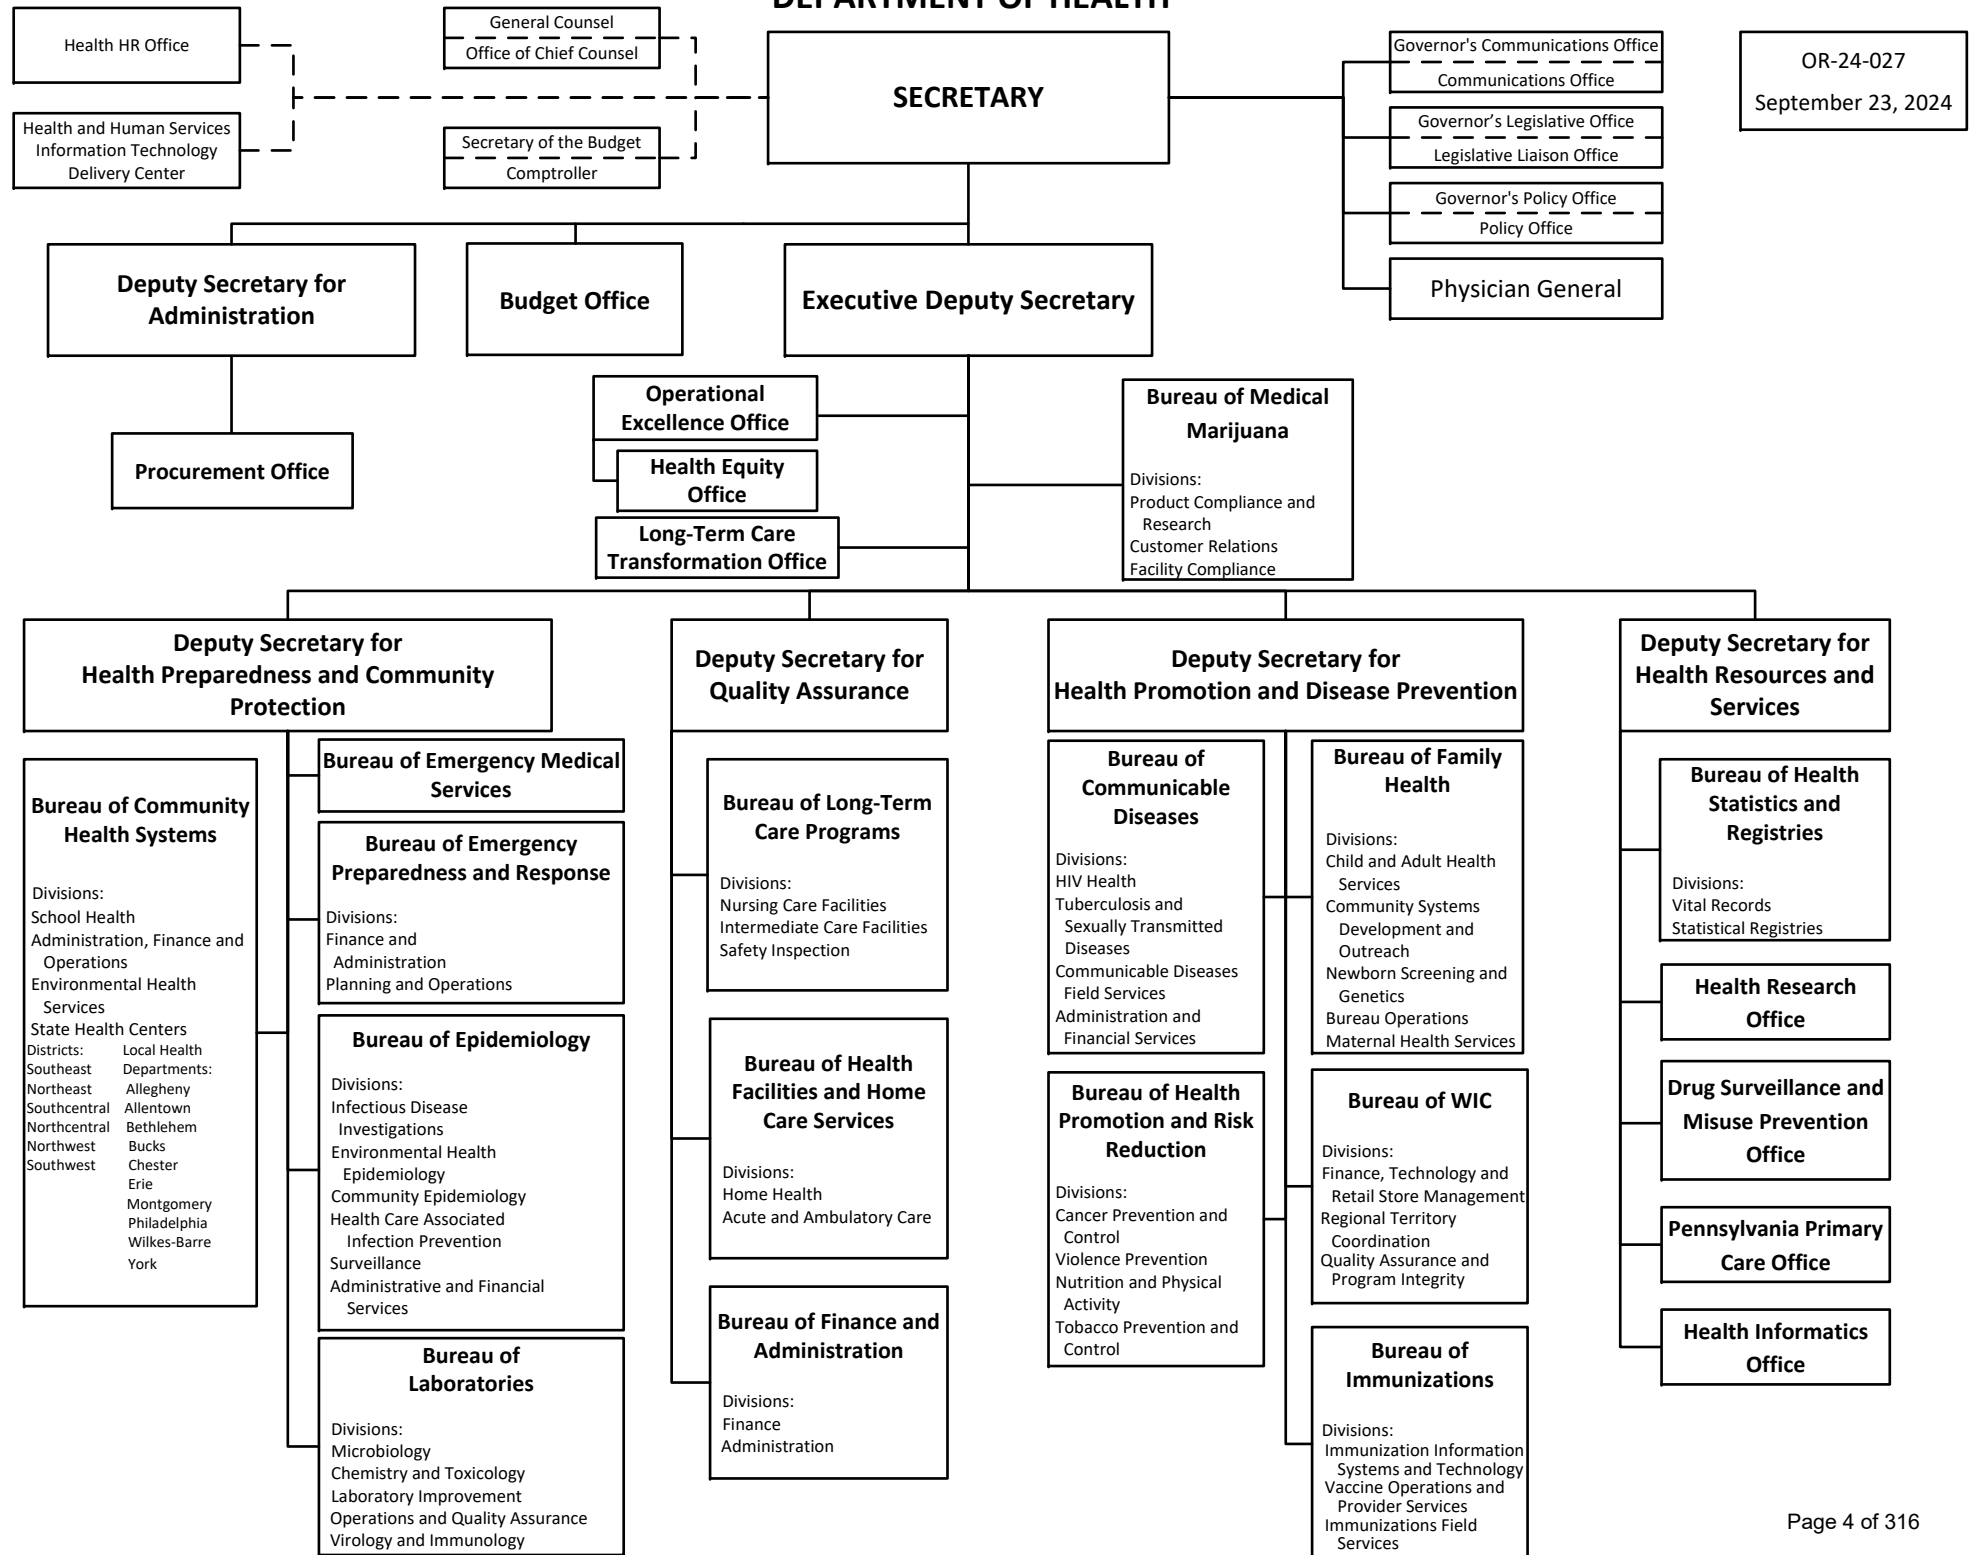 DEPARTMENT OF HEALTH
Health HR Office
Health and Human Services
Information Technology
Delivery Center
General Counsel
Office of Chief Counsel
Secretary of the Budget
Comptroller
SECRETARY
Governor's Communications Office
Communications Office
Governor’s Legislative Office
Legislative Liaison Office
Governor's Policy Office
Policy Office
Physician General
OR-24-027
September 23, 2024
Deputy Secretary for
Administration
Budget Office
Executive Deputy Secretary
Procurement Office
Operational
Excellence Office
Health Equity
Office
Long-Term Care
Transformation Office
Bureau of Medical
Marijuana
Divisions:
Product Compliance and
Research
Customer Relations
Facility Compliance
Deputy Secretary for
Health Preparedness and Community
Protection
Bureau of Community
Health Systems
Divisions:
School Health
Administration, Finance and
Operations
Environmental Health
Services
State Health Centers
Districts:
Southeast
Northeast
Southcentral
Northcentral
Northwest
Southwest
Local Health
Departments:
Allegheny
Allentown
Bethlehem
Bucks
Chester
Erie
Montgomery
Philadelphia
Wilkes-Barre
York
Bureau of Emergency Medical
Services
Bureau of Emergency
Preparedness and Response
Divisions:
Finance and
Administration
Planning and Operations
Bureau of Epidemiology
Divisions:
Infectious Disease
Investigations
Environmental Health
Epidemiology
Community Epidemiology
Health Care Associated
Infection Prevention
Surveillance
Administrative and Financial
Services
Bureau of
Laboratories
Divisions:
Microbiology
Chemistry and Toxicology
Laboratory Improvement
Operations and Quality Assurance
Virology and Immunology
Deputy Secretary for
Quality Assurance
Bureau of Long-Term
Care Programs
Divisions:
Nursing Care Facilities
Intermediate Care Facilities
Safety Inspection
Bureau of Health
Facilities and Home
Care Services
Divisions:
Home Health
Acute and Ambulatory Care
Bureau of Finance and
Administration
Divisions:
Finance
Administration
Deputy Secretary for
Health Promotion and Disease Prevention
Bureau of
Communicable
Diseases
Divisions:
HIV Health
Tuberculosis and
Sexually Transmitted
Diseases
Communicable Diseases
Field Services
Administration and
Financial Services
Bureau of Health
Promotion and Risk
Reduction
Divisions:
Cancer Prevention and
Control
Violence Prevention
Nutrition and Physical
Activity
Tobacco Prevention and
Control
Bureau of Family
Health
Divisions:
Child and Adult Health
Services
Community Systems
Development and
Outreach
Newborn Screening and
Genetics
Bureau Operations
Maternal Health Services
Bureau of WIC
Divisions:
Finance, Technology and
Retail Store Management
Regional Territory
Coordination
Quality Assurance and
Program Integrity
Bureau of
Immunizations
Divisions:
Immunization Information
Systems and Technology
Vaccine Operations and
Provider Services
Immunizations Field
Services
Deputy Secretary for
Health Resources and
Services
Bureau of Health
Statistics and
Registries
Divisions:
Vital Records
Statistical Registries
Health Research
Office
Drug Surveillance and
Misuse Prevention
Office
Pennsylvania Primary
Care Office
Health Informatics
Office
Page 4 of 316